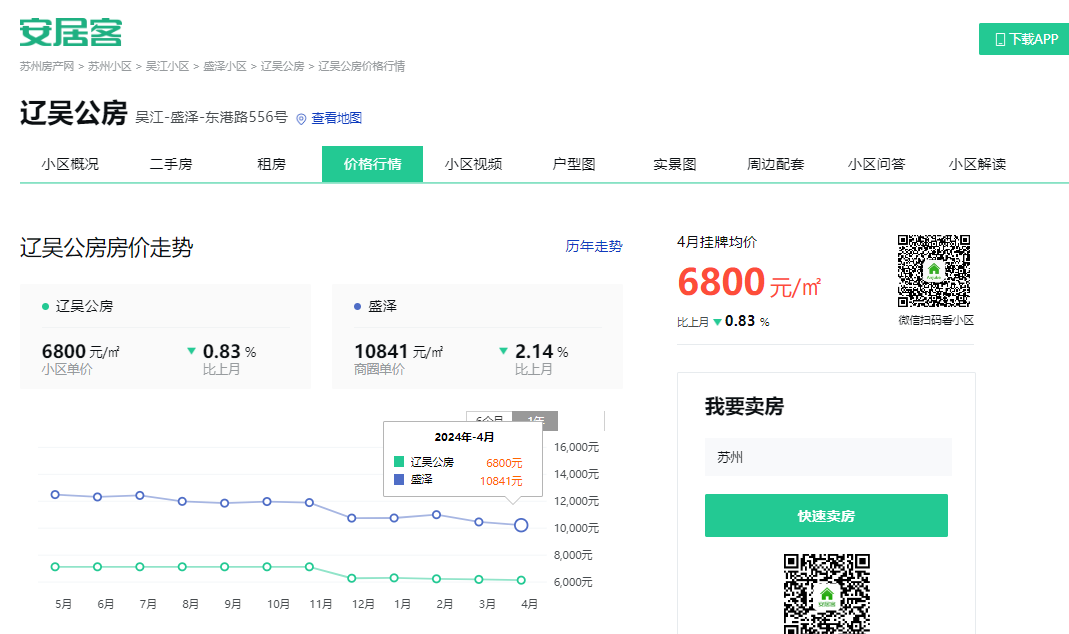 安居客
下载APP
苏州房产网 > 苏州小区 > 吴江小区 > 盛泽小区 > 辽吴公房 > 辽吴公房价格行情
辽吴公房 吴江-盛泽-东港路556号 查看地图
小区概况 二手房 租房 价格行情 小区视频 户型图 实景图 周边配套 小区问答 小区解读
辽吴公房房价走势 历年走势
辽吴公房
6800 元/㎡ 0.83 %
小区单价 比上月
盛泽
10841 元/㎡ 2.14 %
商圈单价 比上月
6个月 1年
2024年-4月
辽吴公房 6800元
盛泽 10841元
16,000元
14,000元
12,000元
10,000元
8,000元
6,000元
5月 6月 7月 8月 9月 10月 11月 12月 1月 2月 3月 4月
4月挂牌均价
6800 元/㎡
比上月 0.83 %
微信扫码看小区
我要卖房
苏州
快速卖房